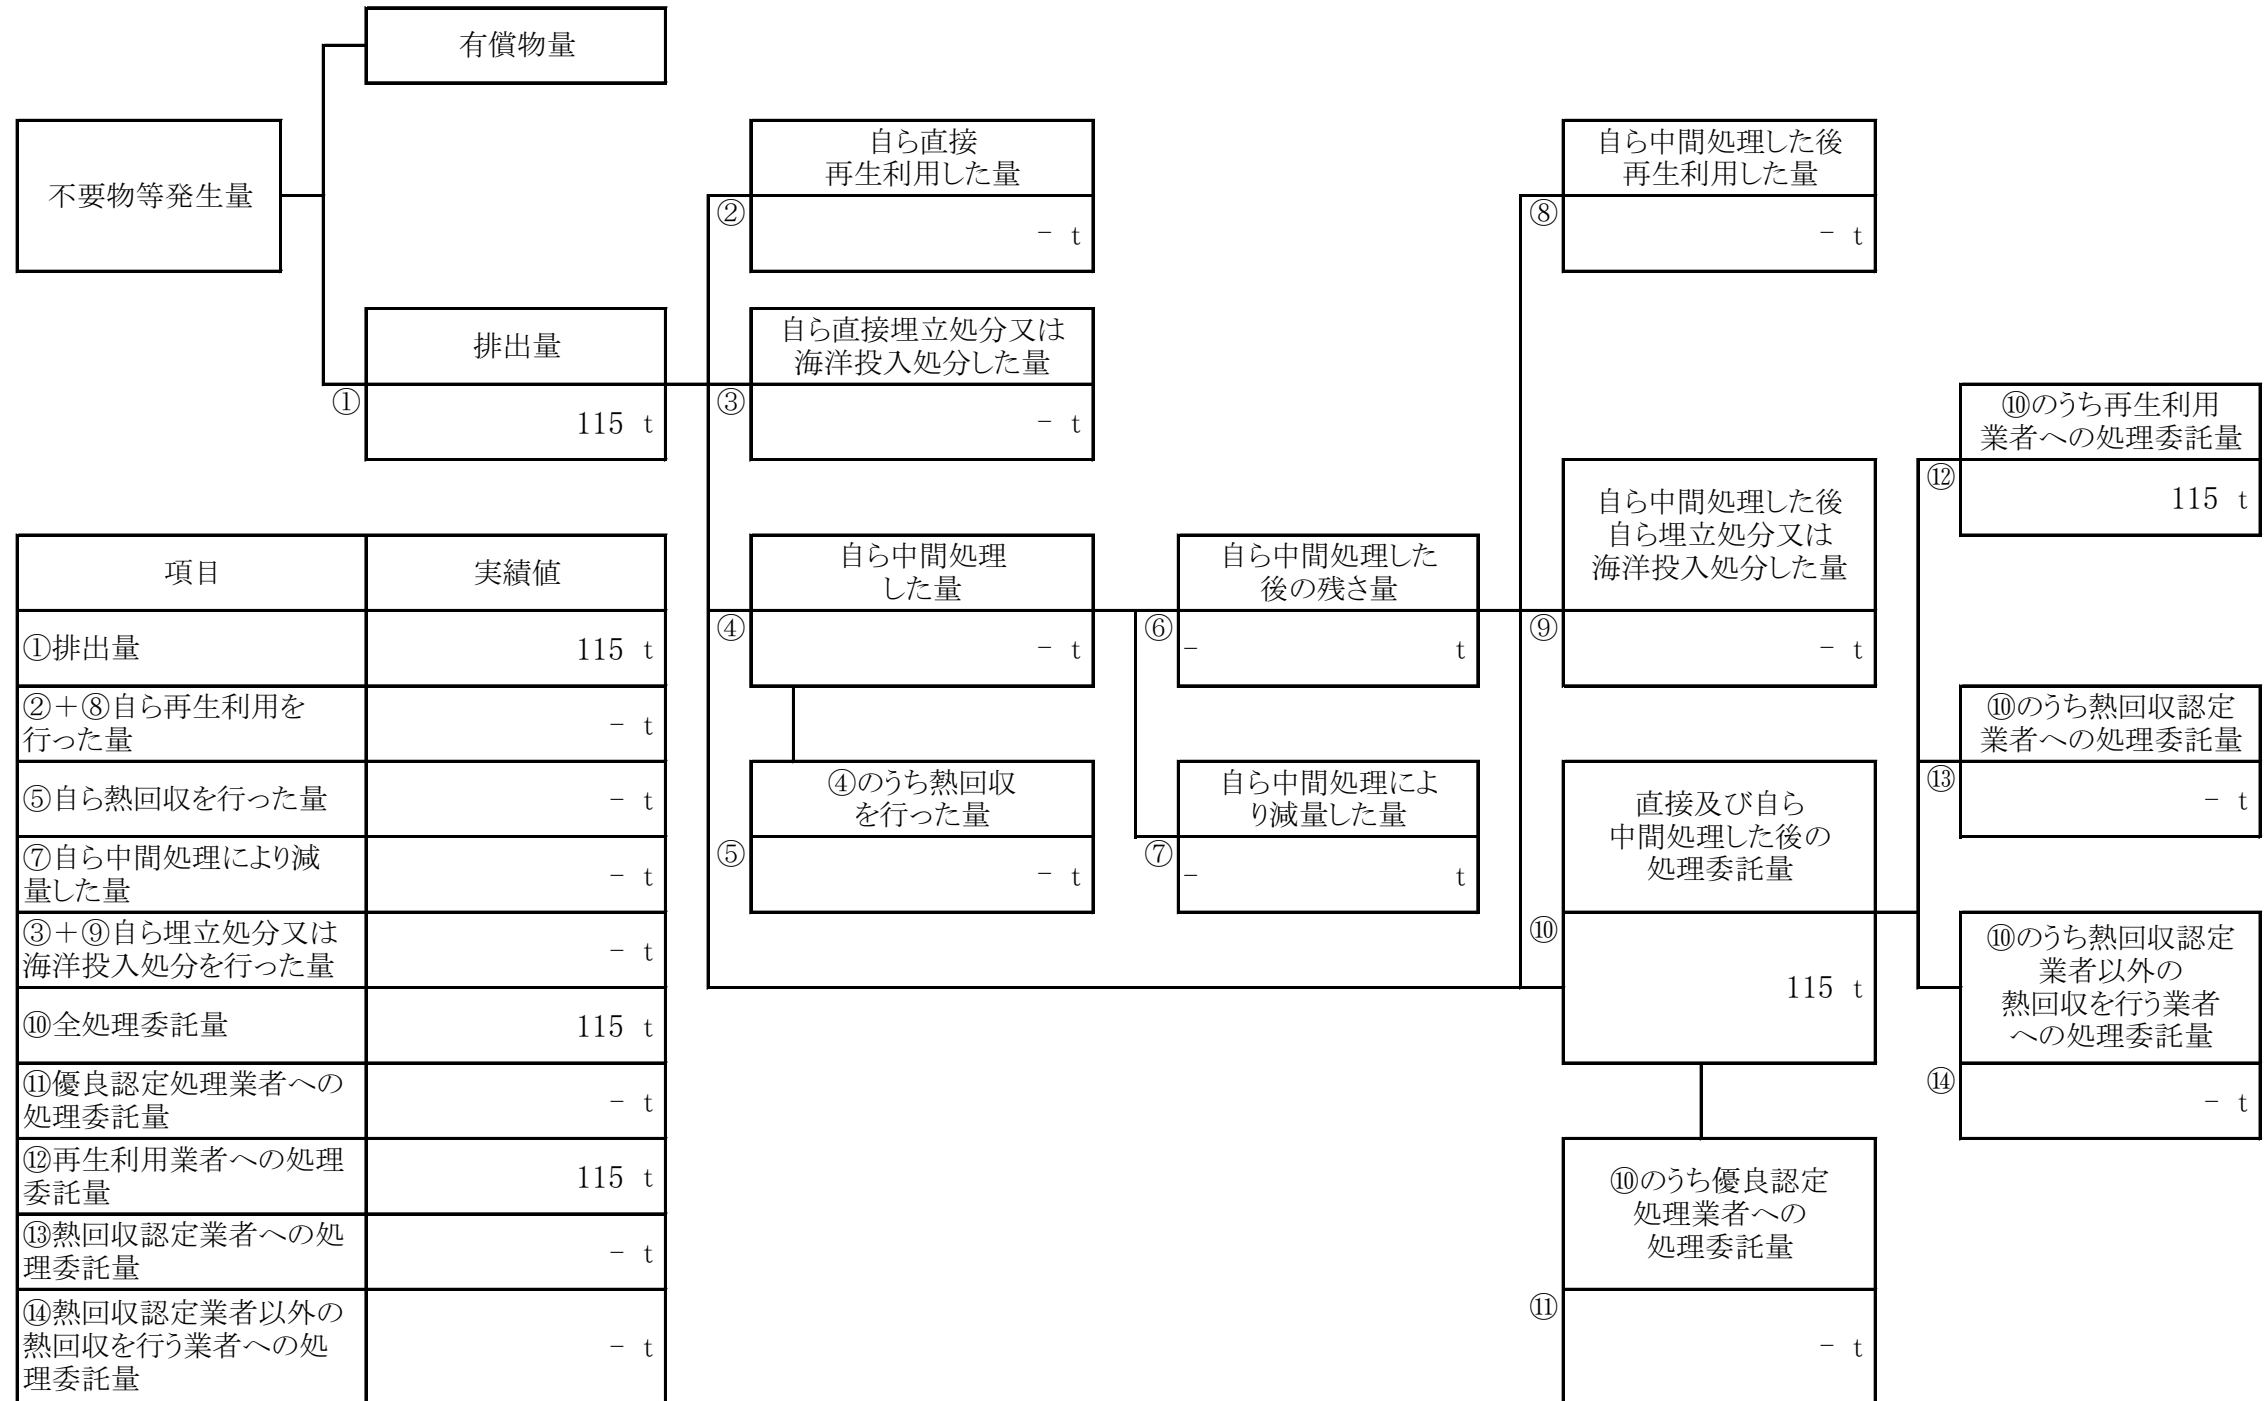 有償物量
不要物等発生量
排出量
①
115 t
自ら直接
再生利用した量
②
- t
自ら直接埋立処分又は
海洋投入処分した量
③
- t
自ら中間処理
した量
④
- t
④のうち熱回収
を行った量
⑤
- t
自ら中間処理した
後の残さ量
⑥
- t
自ら中間処理によ
り減量した量
⑦
- t
自ら中間処理した後
再生利用した量
⑧
- t
自ら中間処理した後
自ら埋立処分又は
海洋投入処分した量
⑨
- t
直接及び自ら
中間処理した後の
処理委託量
⑩
115 t
⑩のうち優良認定
処理業者への
処理委託量
⑪
- t
⑩のうち再生利用
業者への処理委託量
⑫
115 t
⑩のうち熱回収認定
業者への処理委託量
⑬
- t
⑩のうち熱回収認定
業者以外の
熱回収を行う業者
への処理委託量
⑭
- t
項目 実績値
①排出量 115 t
②＋⑧自ら再生利用を
行った量 - t
⑤自ら熱回収を行った量 - t
⑦自ら中間処理により減
量した量 - t
③＋⑨自ら埋立処分又は
海洋投入処分を行った量 - t
⑩全処理委託量 115 t
⑪優良認定処理業者への
処理委託量 - t
⑫再生利用業者への処理
委託量 115 t
⑬熱回収認定業者への処
理委託量 - t
⑭熱回収認定業者以外の
熱回収を行う業者への処
理委託量 - t